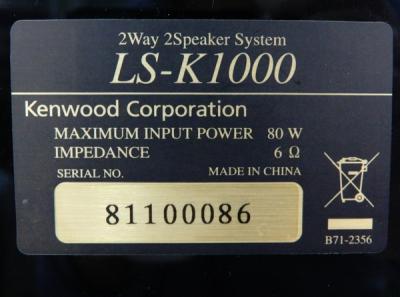 2Way 2Speaker System
LS-K1000
Kenwood Corporation
MAXIMUM INPUT POWER 80 W
IMPEDANCE 6 Ω
SERIAL NO. MADE IN CHINA
81100086
B71-2356